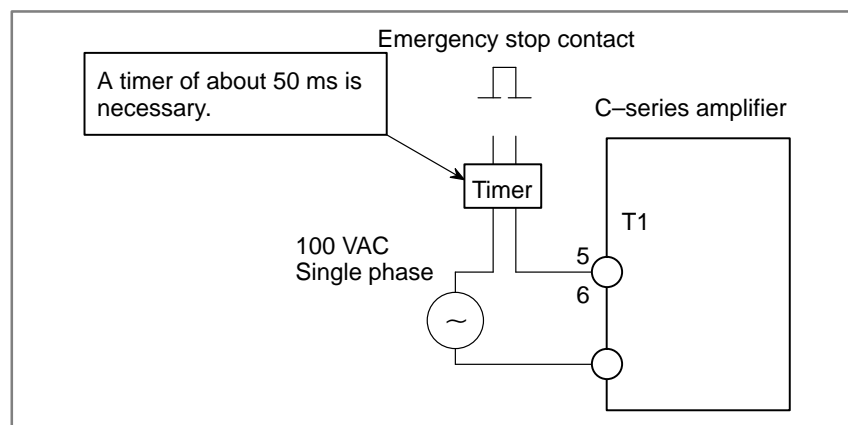 Emergency stop contact
A timer of about 50 ms is
necessary.
C–series amplifier
Timer
T1
100 VAC
Single phase
5
6
~